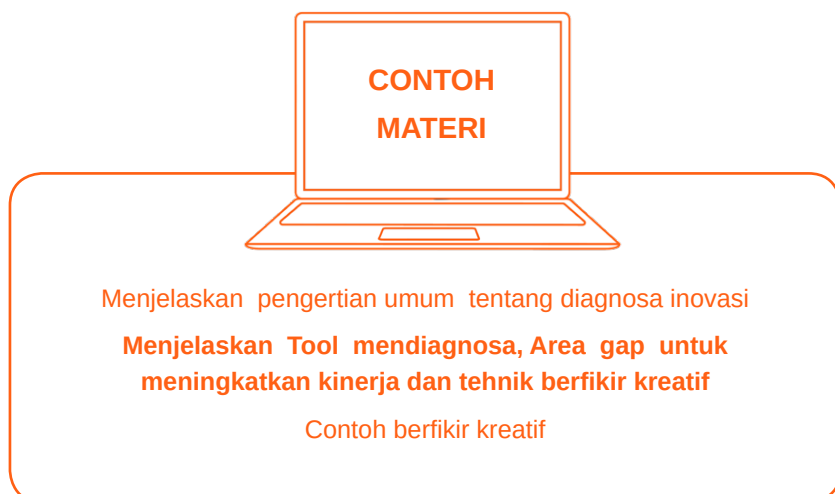 CONTOH
MATERI
Menjelaskan pengertian umum tentang diagnosa inovasi
Menjelaskan Tool mendiagnosa, Area gap untuk
meningkatkan kinerja dan tehnik berfikir kreatif
Contoh berfikir kreatif